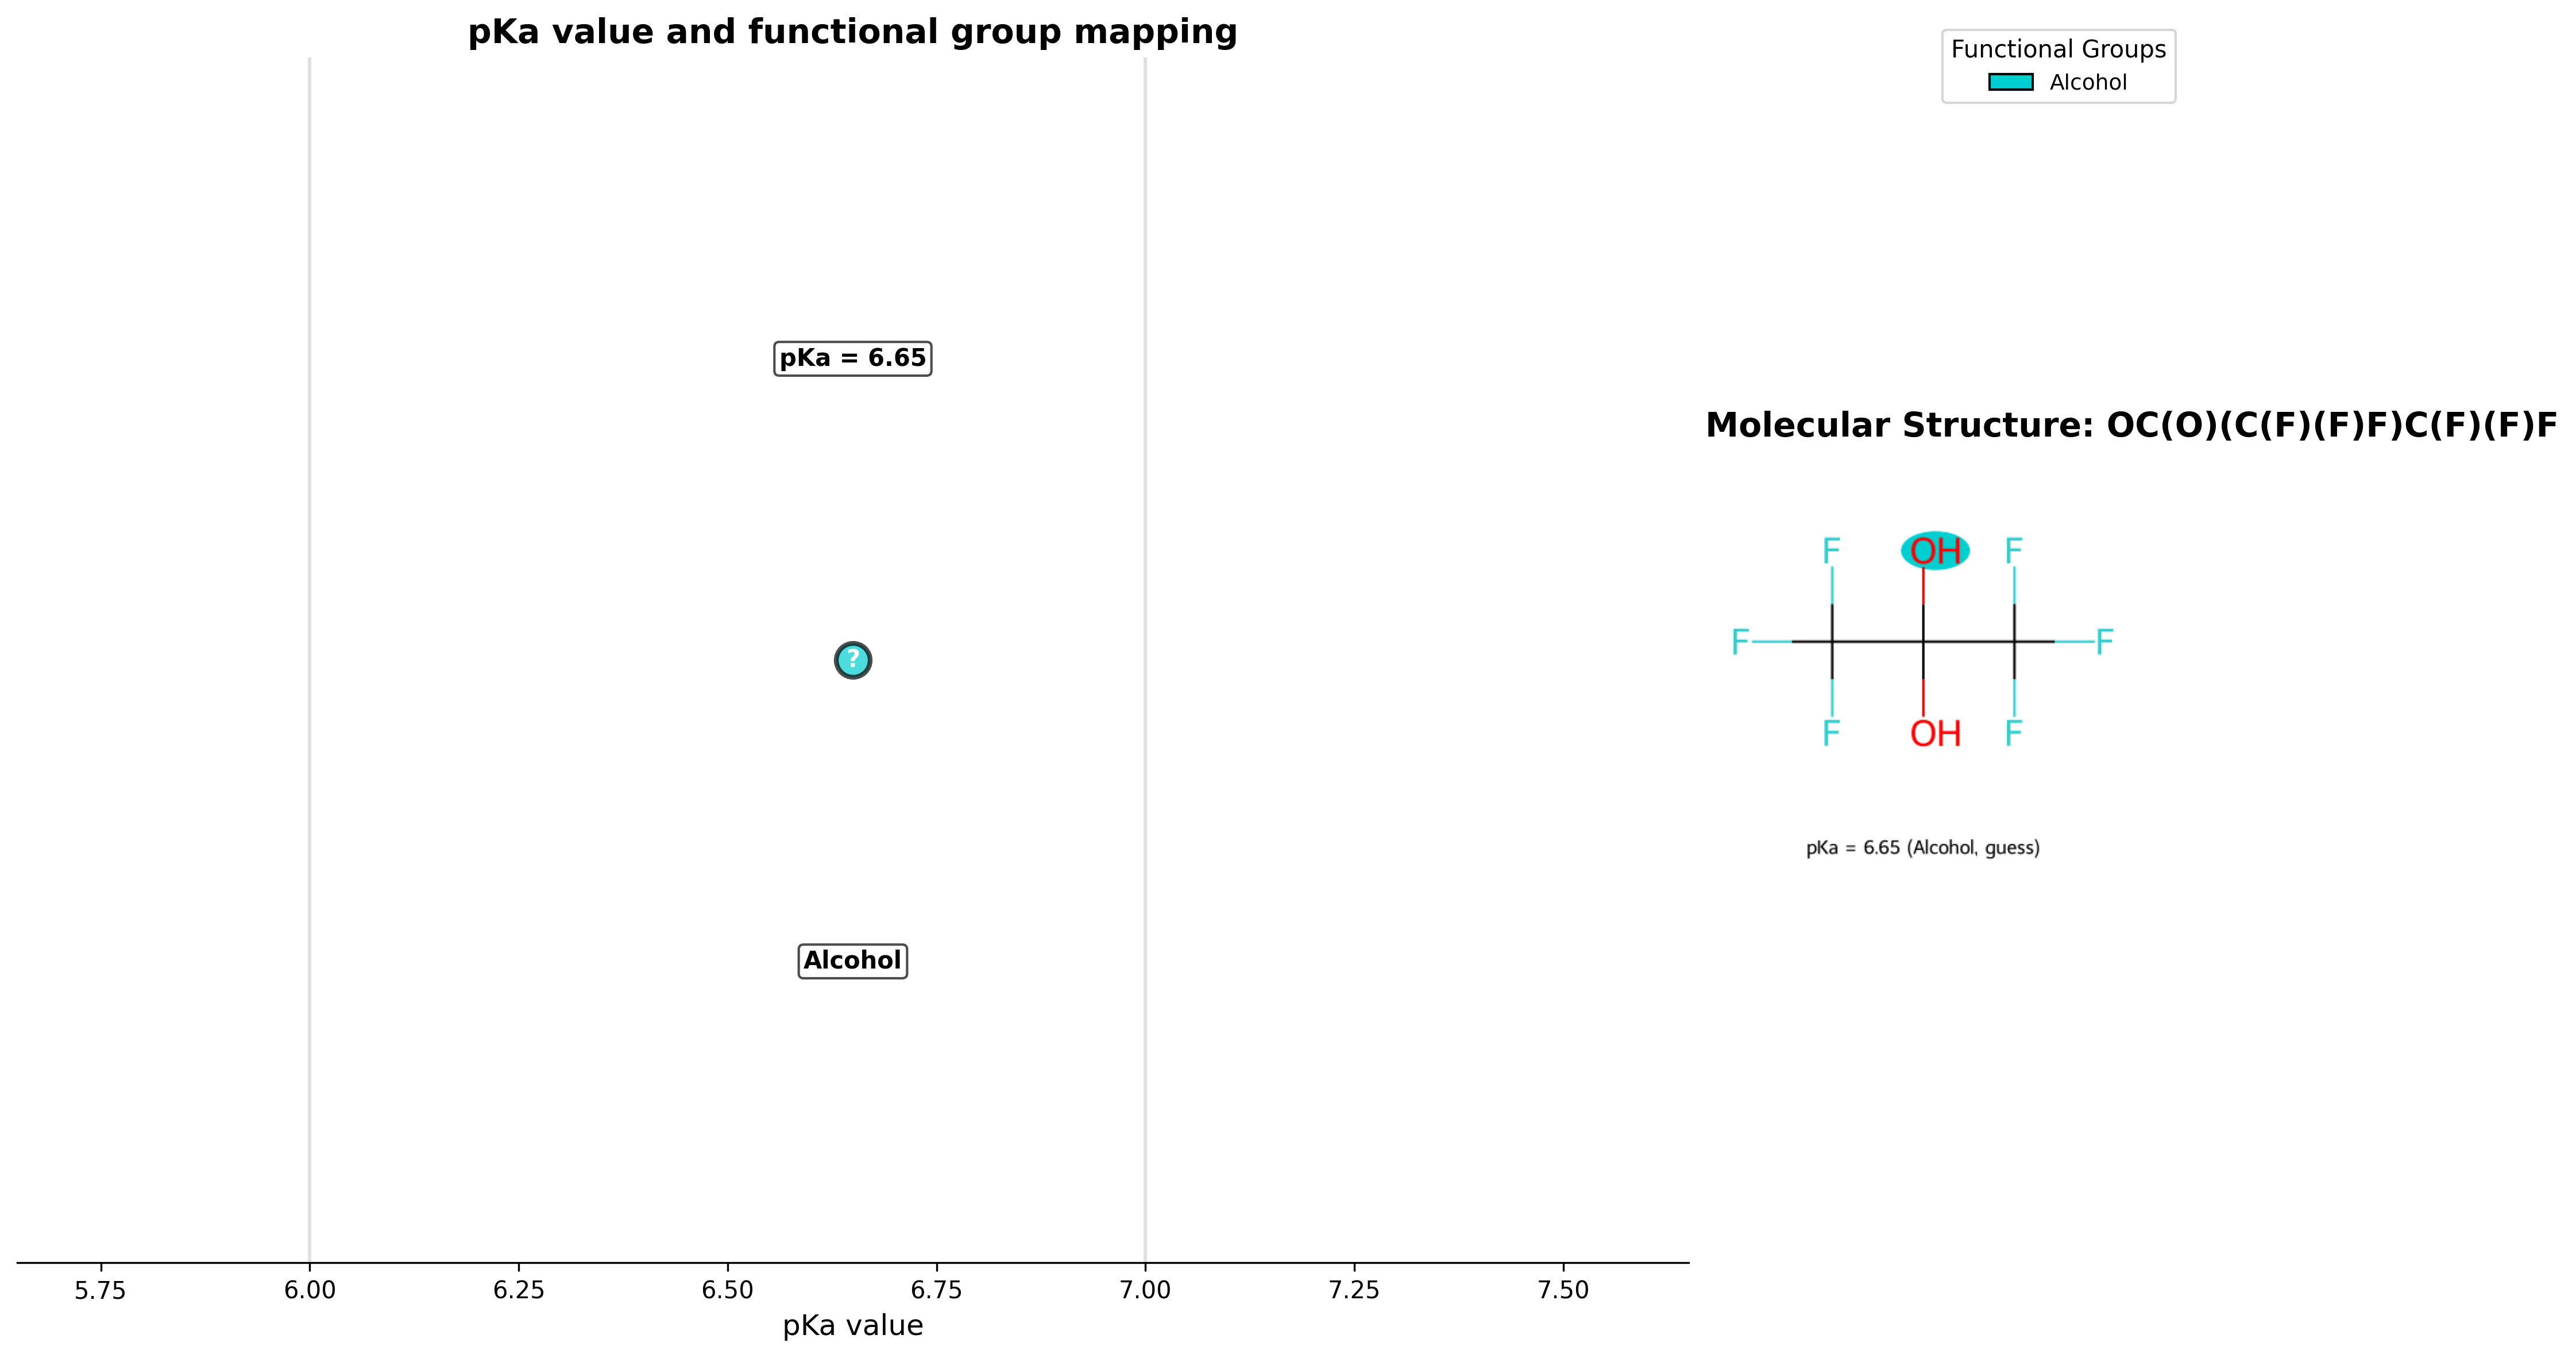 pKa value and functional group mapping
pKa = 6.65
?
Alcohol
5.75 6.00 6.25 6.50 6.75 7.00 7.25 7.50
pKa value
Functional Groups
Alcohol
Molecular Structure: OC(O)(C(F)(F)F)C(F)(F)F
F OH F
F F
F OH F
pKa = 6.65 (Alcohol, guess)